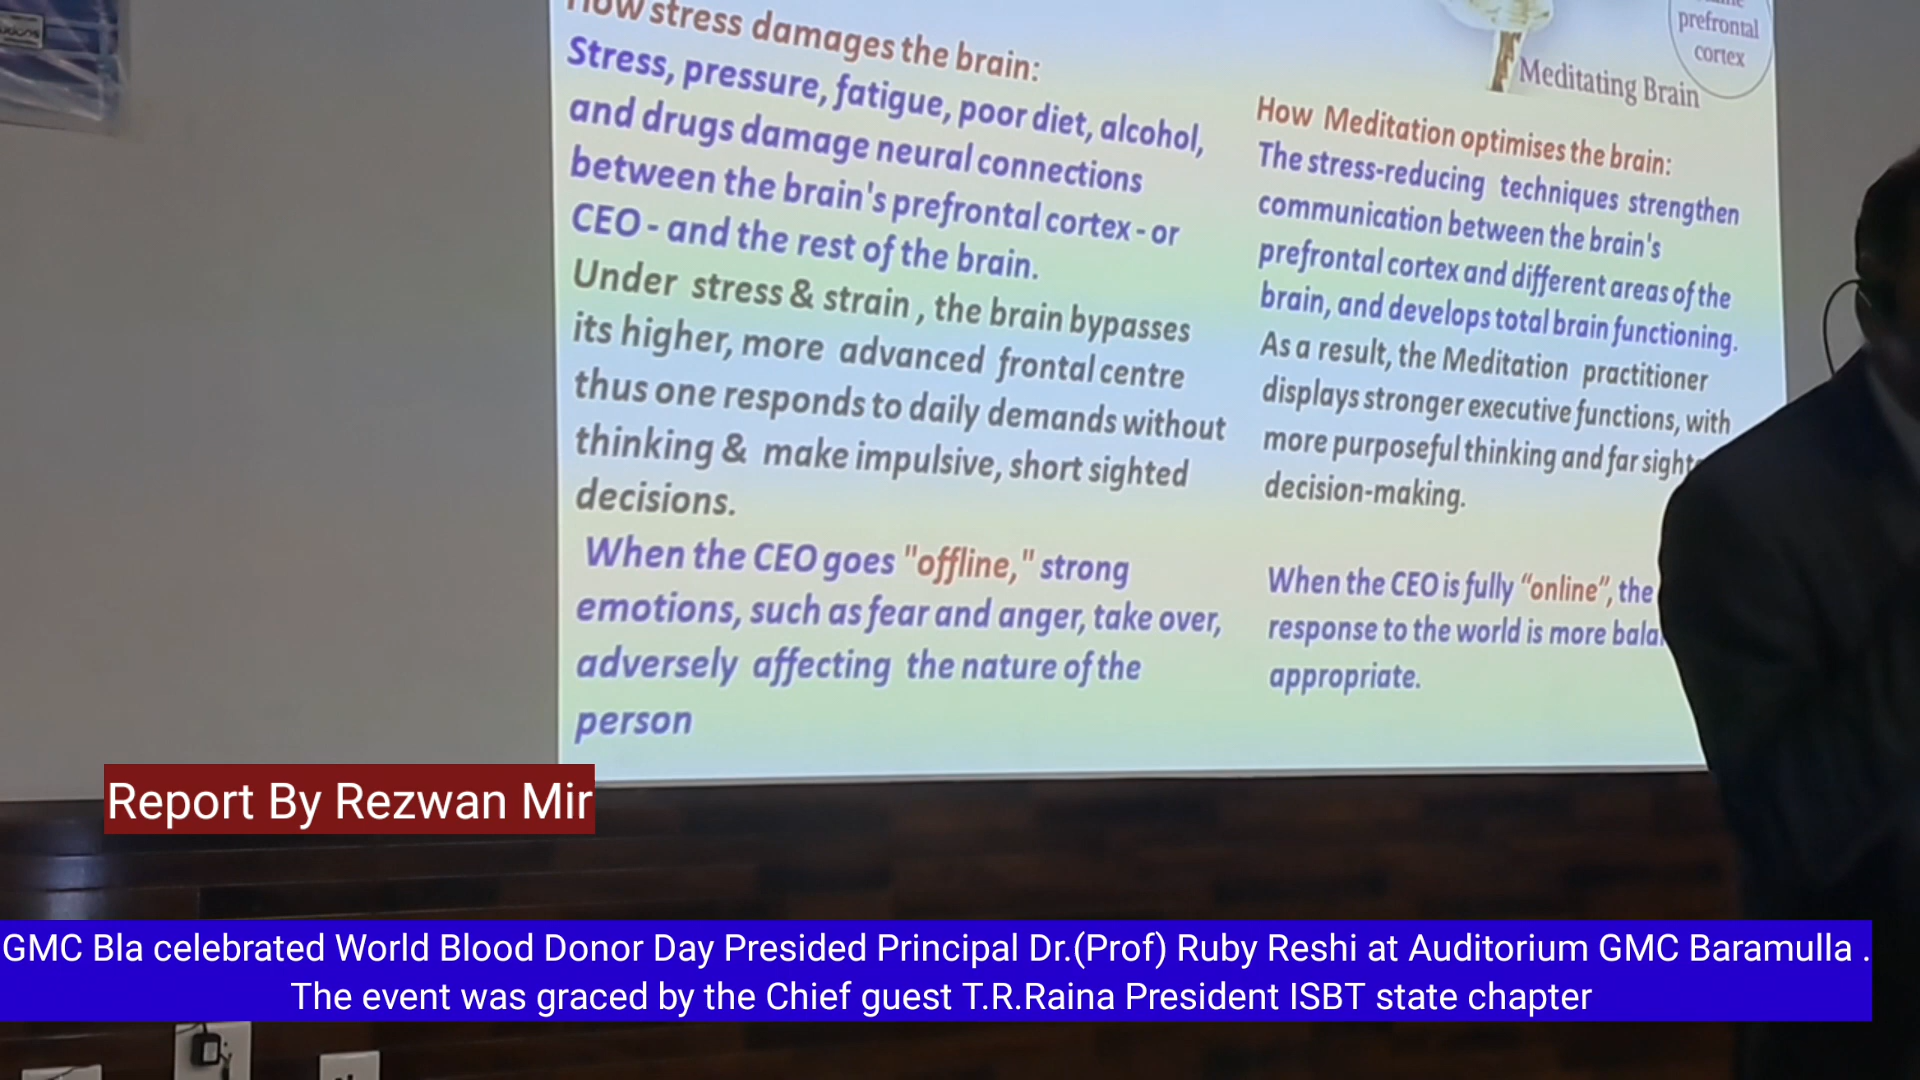 How stress damages the brain:
Stress, pressure, fatigue, poor diet, alcohol,
and drugs damage neural connections
between the brain's prefrontal cortex - or
CEO - and the rest of the brain.
Under stress & strain , the brain bypasses
its higher, more advanced frontal centre
thus one responds to daily demands without
thinking & make impulsive, short sighted
decisions.
When the CEO goes "offline," strong
emotions, such as fear and anger, take over,
adversely affecting the nature of the
person
prefrontal
cortex
Meditating Brain
How Meditation optimises the brain:
The stress-reducing techniques strengthen
communication between the brain's
prefrontal cortex and different areas of the
brain, and develops total brain functioning.
As a result, the Meditation practitioner
displays stronger executive functions, with
more purposeful thinking and far
decision-making.
When the CEO is fully “online”, the
response to the world is more
appropriate.
Report By Rezwan Mir
GMC Bla celebrated World Blood Donor Day Presided Principal Dr.(Prof) Ruby Reshi at Auditorium GMC Baramulla .
The event was graced by the Chief guest T.R.Raina President ISBT state chapter